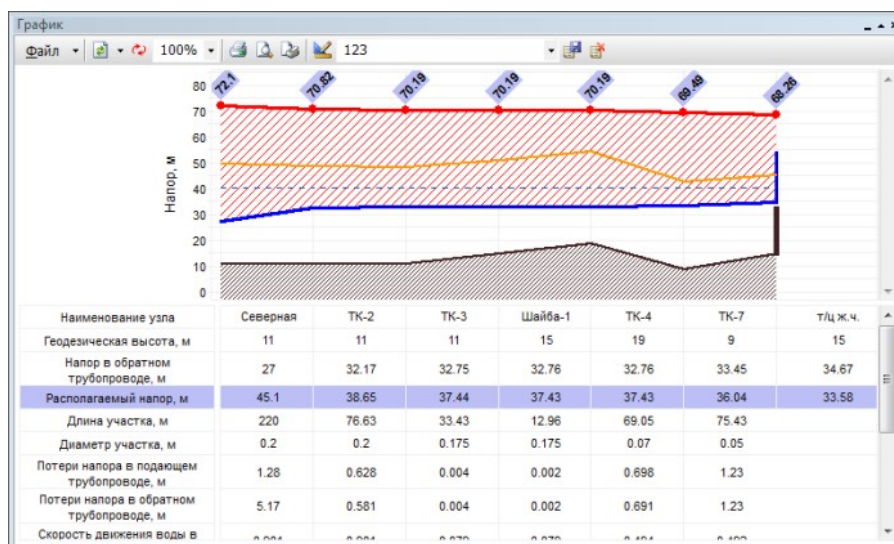 График
Файл 100% 123
72.1 70.82 70.19 70.19 70.19 69.49 68.26
Напор, м
80
70
60
50
40
30
20
10
0
Наименование узла Северная ТК-2 ТК-3 Шайба-1 ТК-4 ТК-7 т/ц ж.ч.
Геодезическая высота, м 11 11 11 15 19 9 15
Напор в обратном
трубопроводе, м 27 32.17 32.75 32.76 32.76 33.45 34.67
Располагаемый напор, м 45.1 38.65 37.44 37.43 37.43 36.04 33.58
Длина участка, м 220 76.63 33.43 12.96 69.05 75.43
Диаметр участка, м 0.2 0.2 0.175 0.175 0.07 0.05
Потери напора в подающем
трубопроводе, м 1.28 0.628 0.004 0.002 0.698 1.23
Потери напора в обратном
трубопроводе, м 5.17 0.581 0.004 0.002 0.691 1.23
Скорость движения воды в